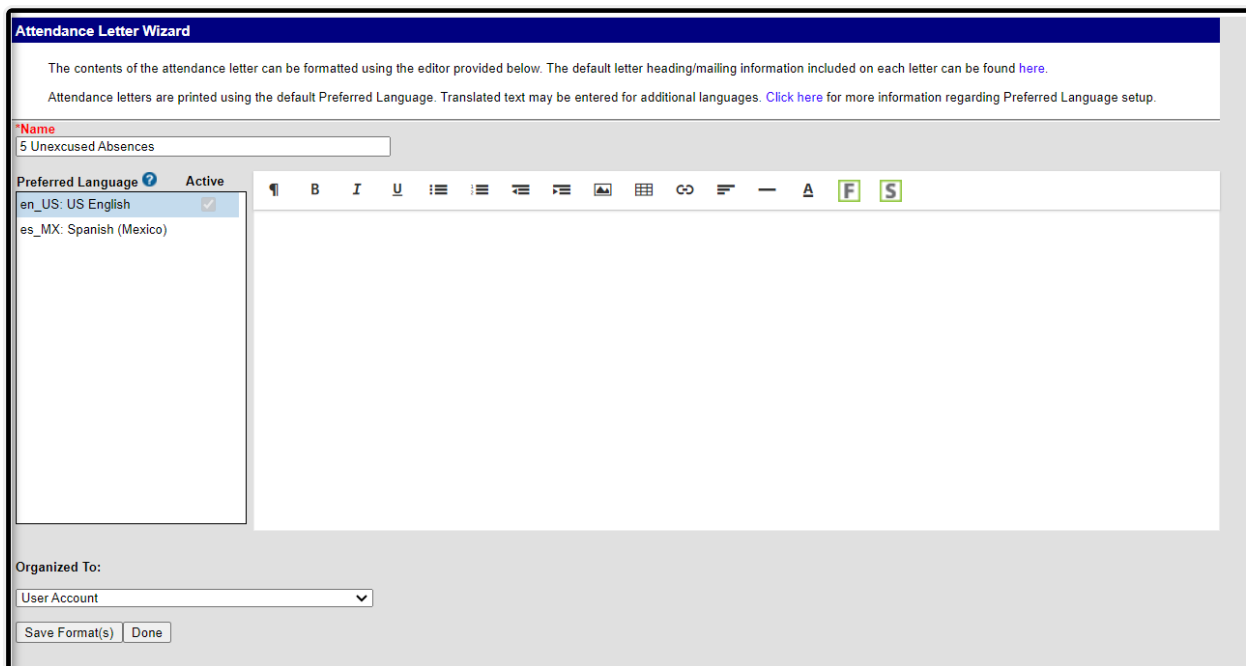 Attendance Letter Wizard
The contents of the attendance letter can be formatted using the editor provided below. The default letter heading/mailing information included on each letter can be found here.
Attendance letters are printed using the default Preferred Language. Translated text may be entered for additional languages. Click here for more information regarding Preferred Language setup.
*Name
5 Unexcused Absences
Preferred Language ? Active
¶ B I U A F S
en_US: US English
es_MX: Spanish (Mexico)
Organized To:
User Account
Save Format(s) Done